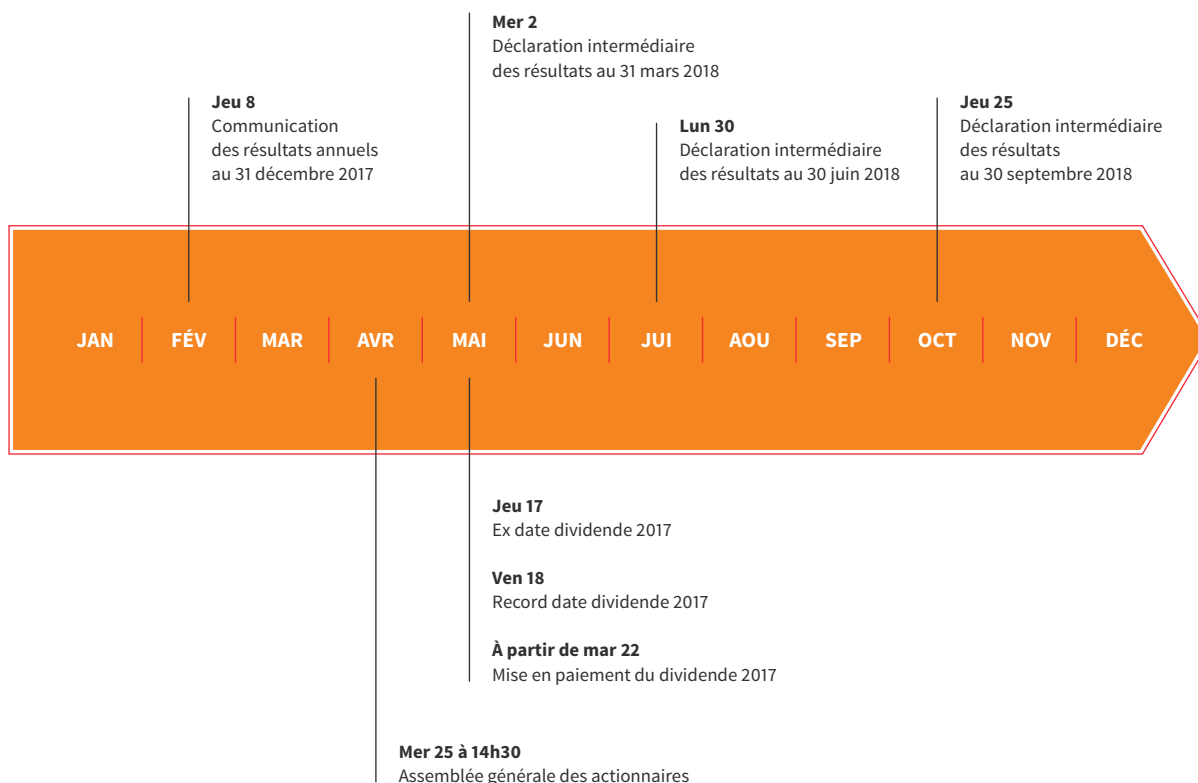 Mer 2
Déclaration intermédiaire
des résultats au 31 mars 2018
Jeu 8
Communication
des résultats annuels
au 31 décembre 2017
Lun 30
Déclaration intermédiaire
des résultats au 30 juin 2018
Jeu 25
Déclaration intermédiaire
des résultats
au 30 septembre 2018
JAN FÉV MAR AVR MAI JUN JUI AOU SEP OCT NOV DÉC
Jeu 17
Ex date dividende 2017
Ven 18
Record date dividende 2017
À partir de mar 22
Mise en paiement du dividende 2017
Mer 25 à 14h30
Assemblée générale des actionnaires